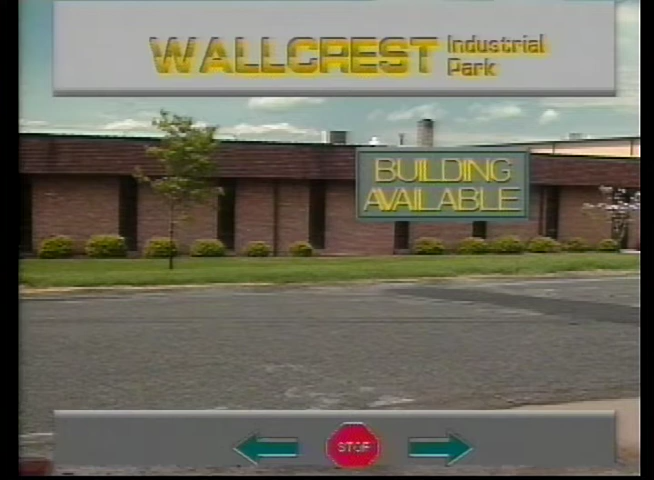 WALLCREST Industrial
Park
BUILDING
AVAILABLE
STOP